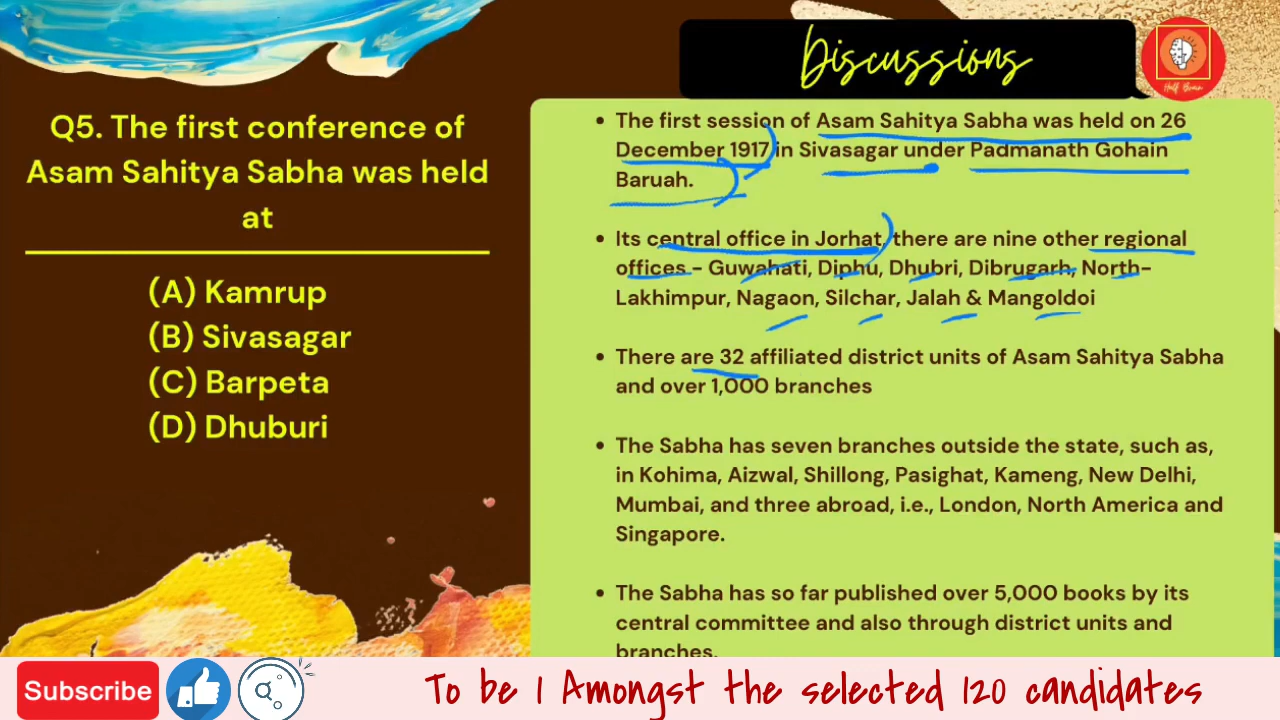 Discussions
Half Brain
Q5. The first conference of
Asam Sahitya Sabha was held
at
(A) Kamrup
(B) Sivasagar
(C) Barpeta
(D) Dhuburi
• The first session of Asam Sahitya Sabha was held on 26
December 1917 in Sivasagar under Padmanath Gohain
Baruah.
• Its central office in Jorhat, there are nine other regional
offices - Guwahati, Diphu, Dhubri, Dibrugarh, North-
Lakhimpur, Nagaon, Silchar, Jalah & Mangoldoi
• There are 32 affiliated district units of Asam Sahitya Sabha
and over 1,000 branches
• The Sabha has seven branches outside the state, such as,
in Kohima, Aizwal, Shillong, Pasighat, Kameng, New Delhi,
Mumbai, and three abroad, i.e., London, North America and
Singapore.
• The Sabha has so far published over 5,000 books by its
central committee and also through district units and
branches.
Subscribe
To be 1 Amongst the selected 120 candidates